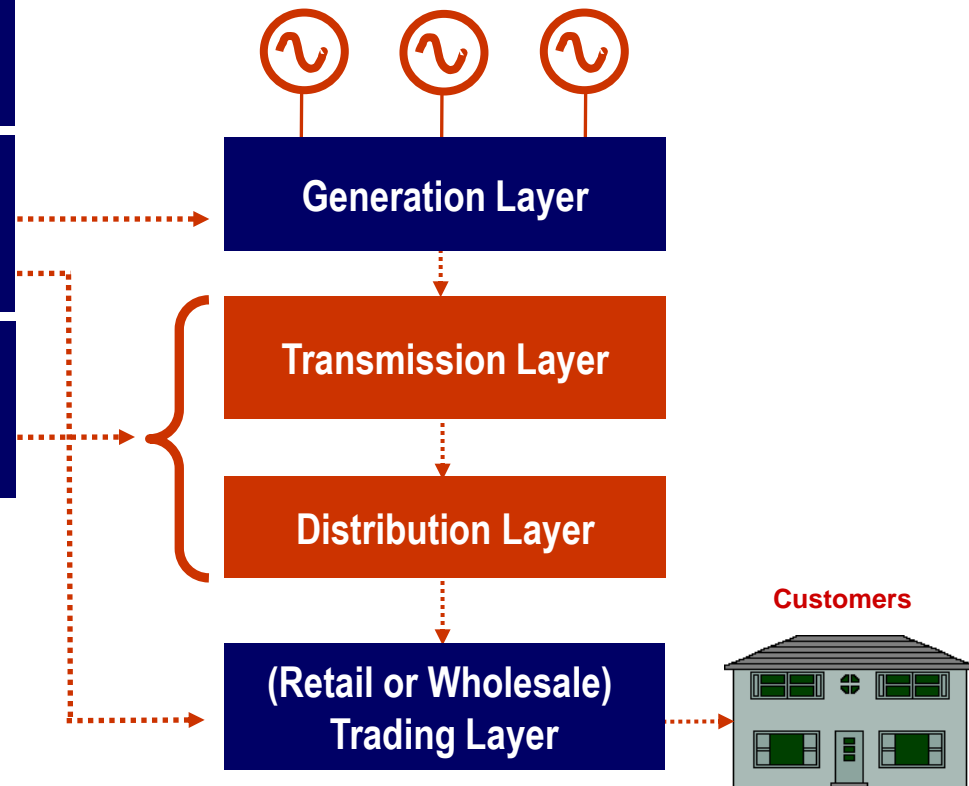 Generation Layer
Transmission Layer
Distribution Layer
Customers
(Retail or Wholesale)
Trading Layer